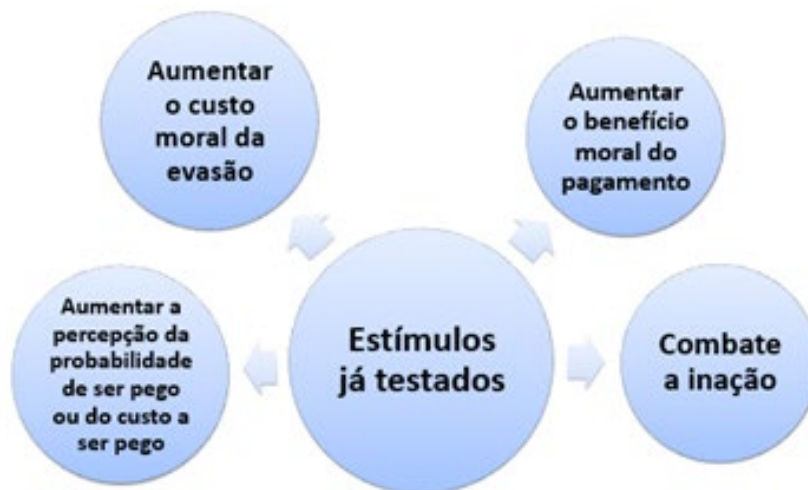 Aumentar
o custo
moral da
evasão
Aumentar
o benefício
moral do
pagamento
Aumentar a
percepção da
probabilidade
de ser pego
ou do custo a
ser pego
Estímulos
já testados
Combate
a inação